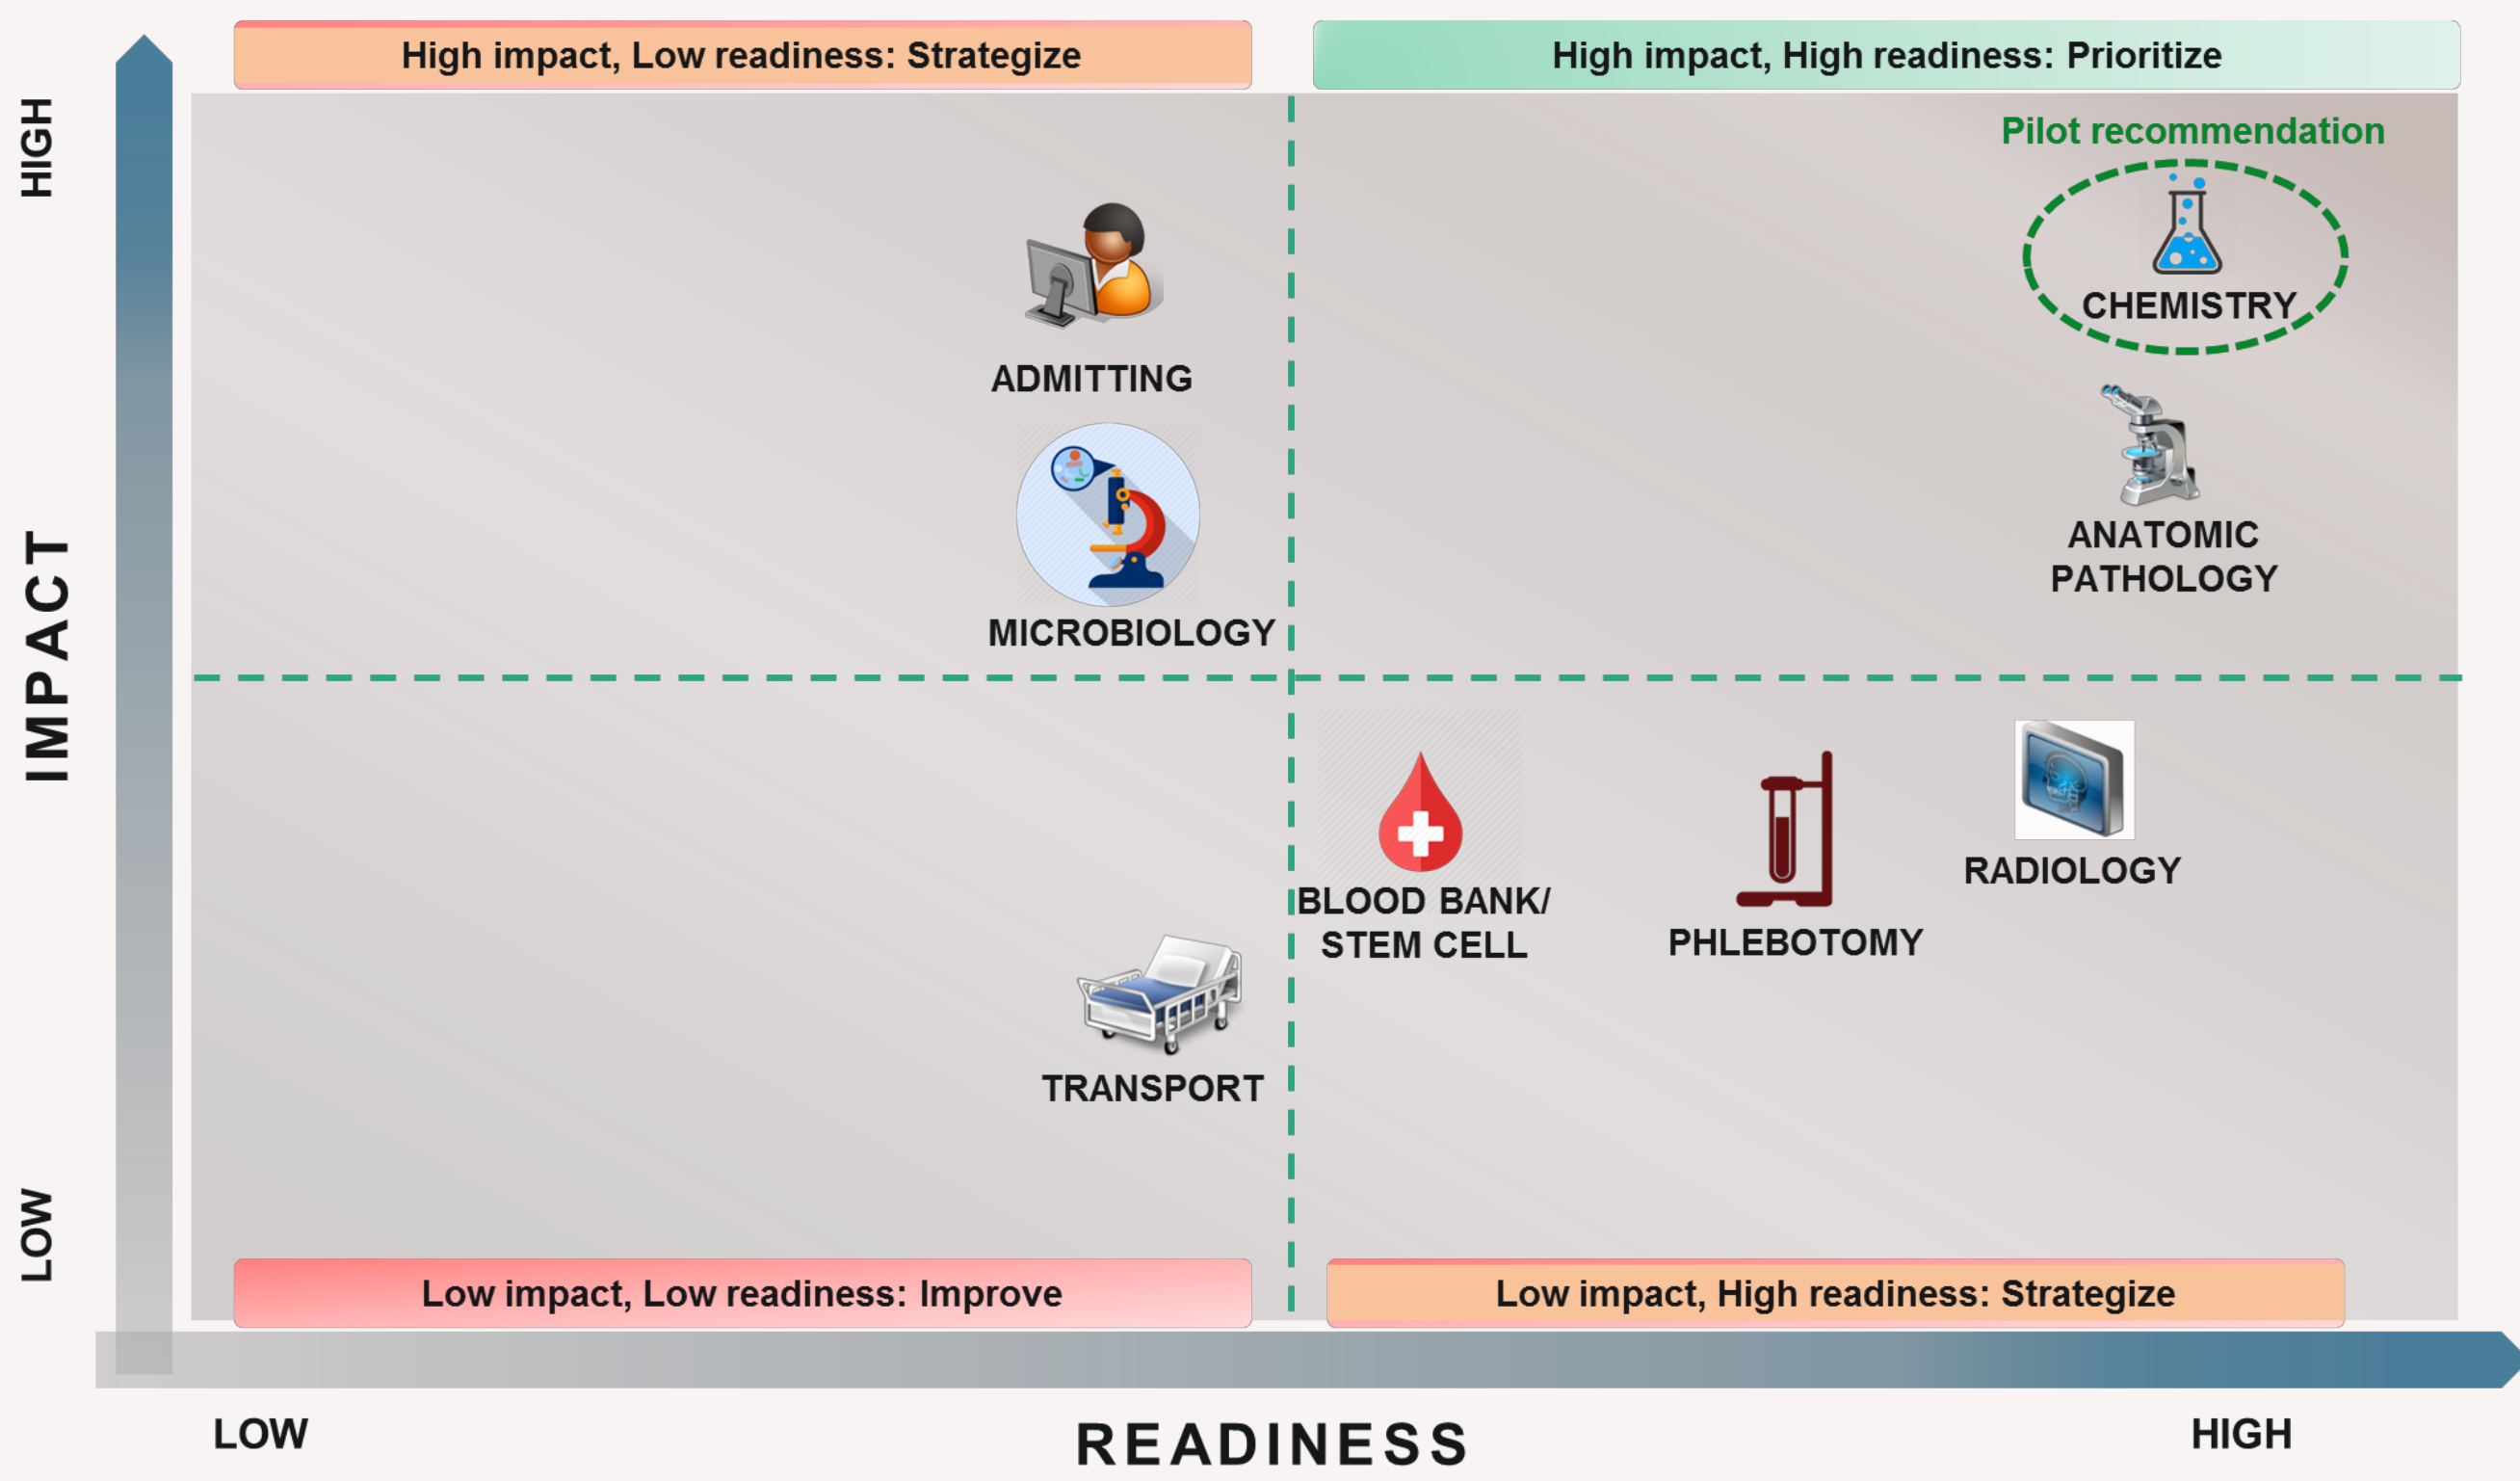 High impact, Low readiness: Strategize
High impact, High readiness: Prioritize
HIGH
Pilot recommendation
CHEMISTRY
ADMITTING
ANATOMIC
PATHOLOGY
MICROBIOLOGY
IMPACT
RADIOLOGY
BLOOD BANK/
STEM CELL
PHLEBOTOMY
TRANSPORT
LOW
Low impact, Low readiness: Improve
Low impact, High readiness: Strategize
LOW
READINESS
HIGH